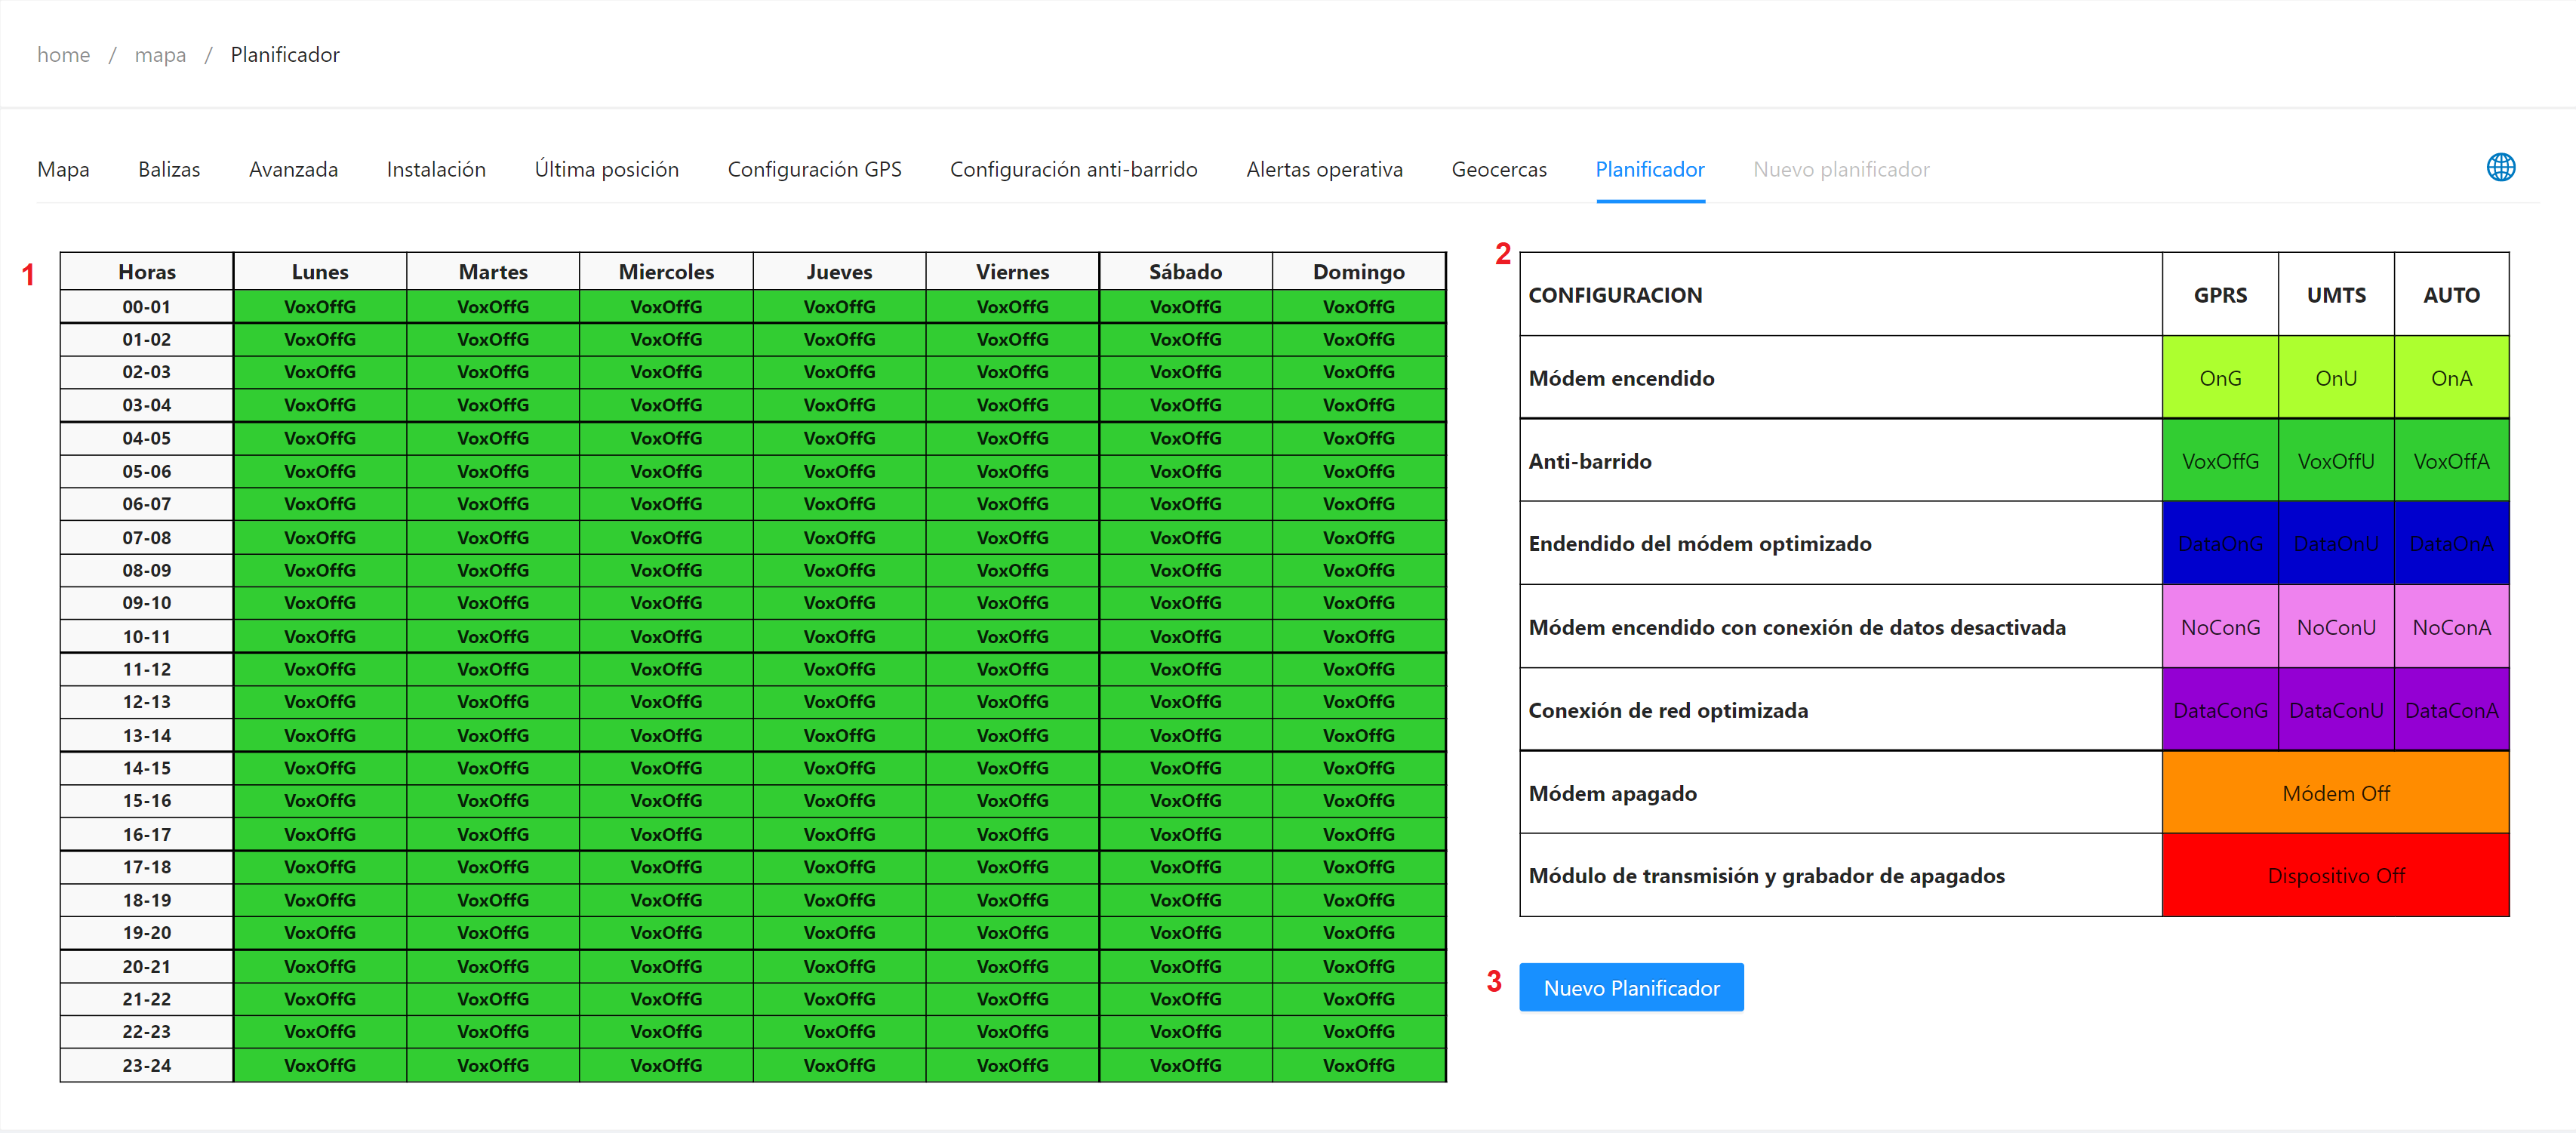 home / mapa / Planificador
Mapa Balizas Avanzada Instalación Última posición Configuración GPS Configuración anti-barrido Alertas operativa Geocercas Planificador Nuevo planificador
1
Horas Lunes Martes Miercoles Jueves Viernes Sábado Domingo
00-01 VoxOffG VoxOffG VoxOffG VoxOffG VoxOffG VoxOffG VoxOffG
01-02 VoxOffG VoxOffG VoxOffG VoxOffG VoxOffG VoxOffG VoxOffG
02-03 VoxOffG VoxOffG VoxOffG VoxOffG VoxOffG VoxOffG VoxOffG
03-04 VoxOffG VoxOffG VoxOffG VoxOffG VoxOffG VoxOffG VoxOffG
04-05 VoxOffG VoxOffG VoxOffG VoxOffG VoxOffG VoxOffG VoxOffG
05-06 VoxOffG VoxOffG VoxOffG VoxOffG VoxOffG VoxOffG VoxOffG
06-07 VoxOffG VoxOffG VoxOffG VoxOffG VoxOffG VoxOffG VoxOffG
07-08 VoxOffG VoxOffG VoxOffG VoxOffG VoxOffG VoxOffG VoxOffG
08-09 VoxOffG VoxOffG VoxOffG VoxOffG VoxOffG VoxOffG VoxOffG
09-10 VoxOffG VoxOffG VoxOffG VoxOffG VoxOffG VoxOffG VoxOffG
10-11 VoxOffG VoxOffG VoxOffG VoxOffG VoxOffG VoxOffG VoxOffG
11-12 VoxOffG VoxOffG VoxOffG VoxOffG VoxOffG VoxOffG VoxOffG
12-13 VoxOffG VoxOffG VoxOffG VoxOffG VoxOffG VoxOffG VoxOffG
13-14 VoxOffG VoxOffG VoxOffG VoxOffG VoxOffG VoxOffG VoxOffG
14-15 VoxOffG VoxOffG VoxOffG VoxOffG VoxOffG VoxOffG VoxOffG
15-16 VoxOffG VoxOffG VoxOffG VoxOffG VoxOffG VoxOffG VoxOffG
16-17 VoxOffG VoxOffG VoxOffG VoxOffG VoxOffG VoxOffG VoxOffG
17-18 VoxOffG VoxOffG VoxOffG VoxOffG VoxOffG VoxOffG VoxOffG
18-19 VoxOffG VoxOffG VoxOffG VoxOffG VoxOffG VoxOffG VoxOffG
19-20 VoxOffG VoxOffG VoxOffG VoxOffG VoxOffG VoxOffG VoxOffG
20-21 VoxOffG VoxOffG VoxOffG VoxOffG VoxOffG VoxOffG VoxOffG
21-22 VoxOffG VoxOffG VoxOffG VoxOffG VoxOffG VoxOffG VoxOffG
22-23 VoxOffG VoxOffG VoxOffG VoxOffG VoxOffG VoxOffG VoxOffG
23-24 VoxOffG VoxOffG VoxOffG VoxOffG VoxOffG VoxOffG VoxOffG
2
CONFIGURACION GPRS UMTS AUTO
Módem encendido OnG OnU OnA
Anti-barrido VoxOffG VoxOffU VoxOffA
Endendido del módem optimizado DataOnG DataOnU DataOnA
Módem encendido con conexión de datos desactivada NoConG NoConU NoConA
Conexión de red optimizada DataConG DataConU DataConA
Módem apagado Módem Off
Módulo de transmisión y grabador de apagados Dispositivo Off
3
Nuevo Planificador